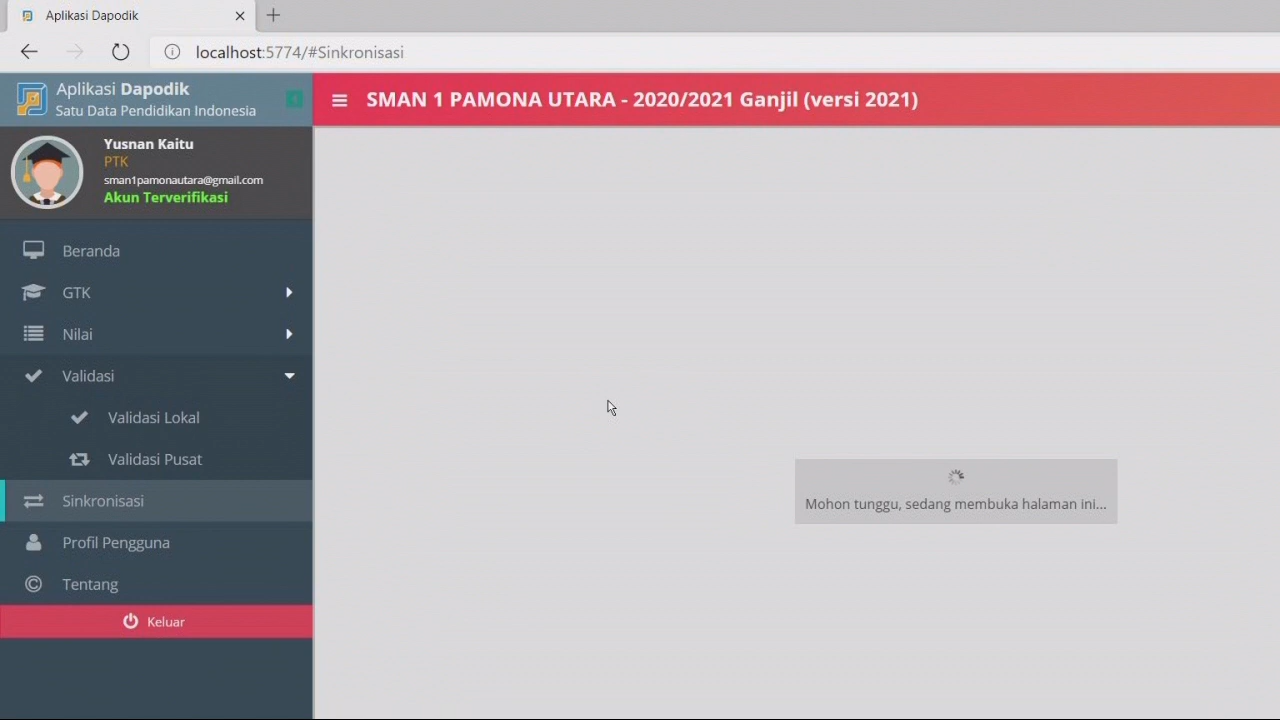 Aplikasi Dapodik
localhost:5774/#Sinkronisasi
Aplikasi Dapodik
Satu Data Pendidikan Indonesia
SMAN 1 PAMONA UTARA - 2020/2021 Ganjil (versi 2021)
Yusnan Kaitu
PTK
sman1pamonautara@gmail.com
Akun Terverifikasi
Beranda
GTK
Nilai
Validasi
Validasi Lokal
Validasi Pusat
Sinkronisasi
Profil Pengguna
Tentang
Keluar
Mohon tunggu, sedang membuka halaman ini...